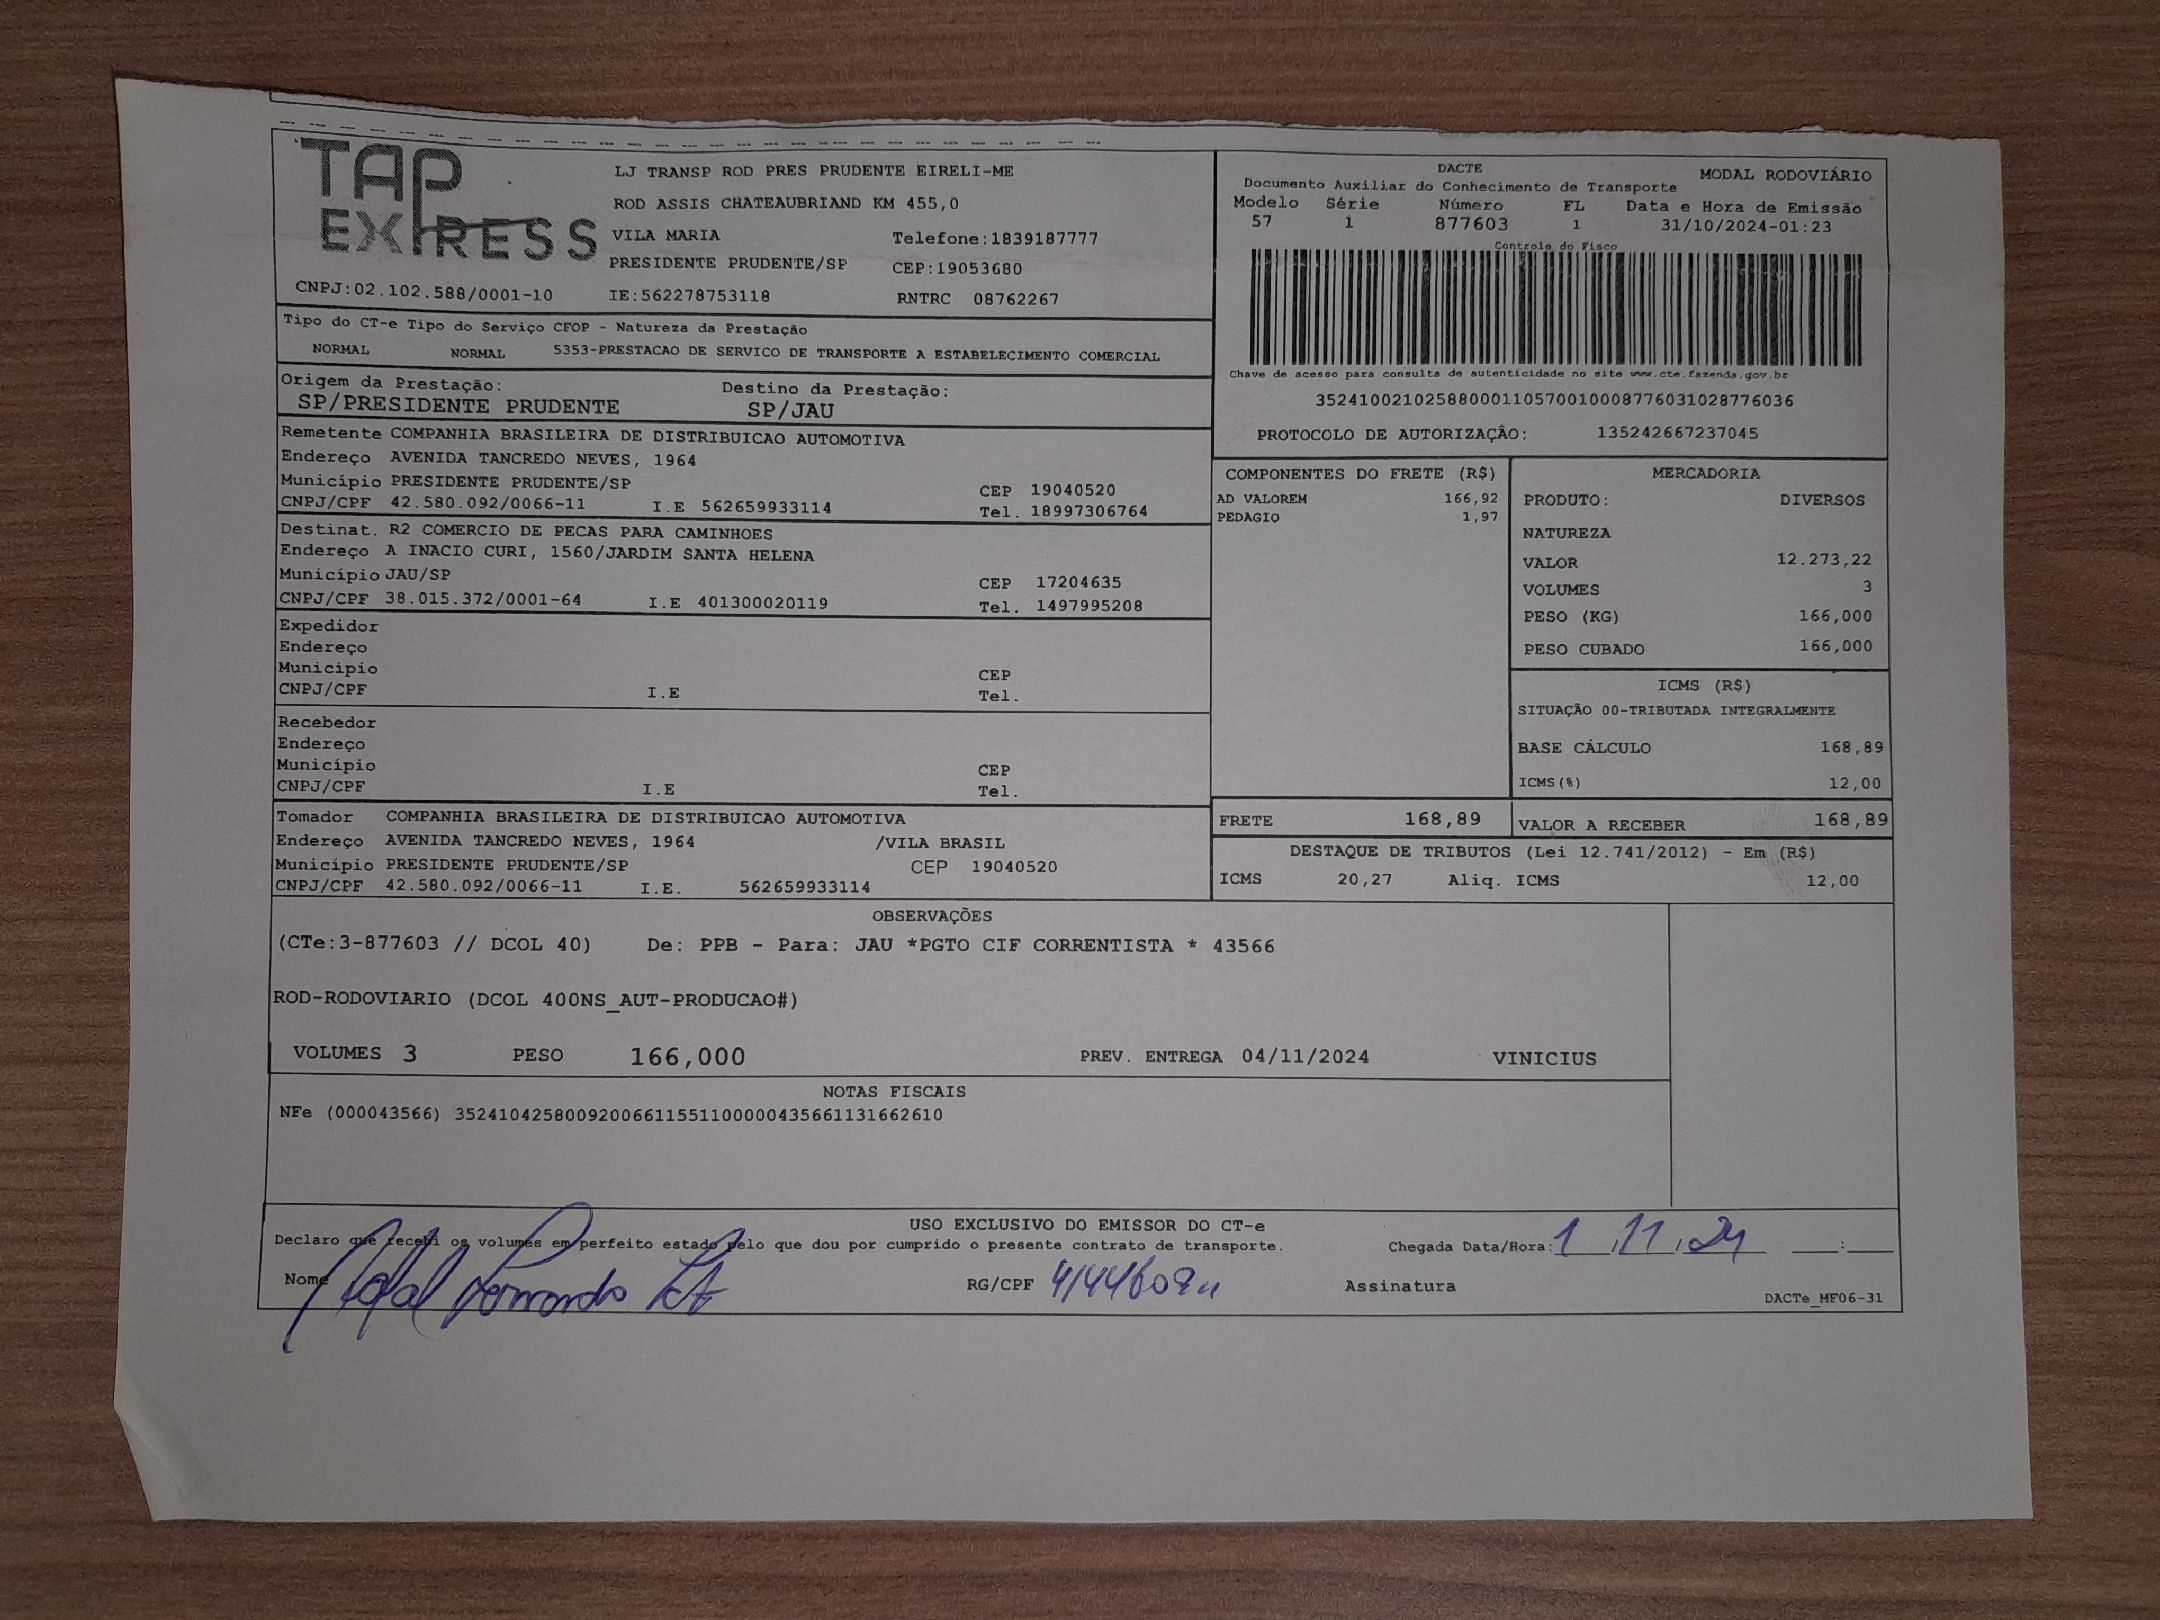 TAP
EXPRESS
LJ TRANSP ROD PRES PRUDENTE EIRELI-ME
ROD ASSIS CHATEAUBRIAND KM 455,0
VILA MARIA Telefone:1839187777
PRESIDENTE PRUDENTE/SP CEP:19053680
CNPJ:02.102.588/0001-10 IE:562278753118 RNTRC 08762267
DACTE MODAL RODOVIÁRIO
Documento Auxiliar do Conhecimento de Transporte
Modelo Série Número FL Data e Hora de Emissão
57 1 877603 1 31/10/2024-01:23
Controle do Fisco
Chave de acesso para consulta de autenticidade no site www.cte.fazenda.gov.br
35241002102588000110570010008776031028776036
PROTOCOLO DE AUTORIZAÇÃO: 135242667237045
Tipo do CT-e Tipo do Serviço CFOP - Natureza da Prestação
NORMAL NORMAL 5353-PRESTACAO DE SERVICO DE TRANSPORTE A ESTABELECIMENTO COMERCIAL
Origem da Prestação: Destino da Prestação:
SP/PRESIDENTE PRUDENTE SP/JAU
Remetente COMPANHIA BRASILEIRA DE DISTRIBUICAO AUTOMOTIVA
Endereço AVENIDA TANCREDO NEVES, 1964
Município PRESIDENTE PRUDENTE/SP CEP 19040520
CNPJ/CPF 42.580.092/0066-11 I.E 562659933114 Tel. 18997306764
Destinat. R2 COMERCIO DE PECAS PARA CAMINHOES
Endereço A INACIO CURI, 1560/JARDIM SANTA HELENA
Município JAU/SP CEP 17204635
CNPJ/CPF 38.015.372/0001-64 I.E 401300020119 Tel. 1497995208
Expedidor
Endereço
Município CEP
CNPJ/CPF I.E Tel.
Recebedor
Endereço
Município CEP
CNPJ/CPF I.E Tel.
Tomador COMPANHIA BRASILEIRA DE DISTRIBUICAO AUTOMOTIVA
Endereço AVENIDA TANCREDO NEVES, 1964 /VILA BRASIL
Município PRESIDENTE PRUDENTE/SP CEP 19040520
CNPJ/CPF 42.580.092/0066-11 I.E. 562659933114
COMPONENTES DO FRETE (R$)
AD VALOREM 166,92
PEDAGIO 1,97
MERCADORIA
PRODUTO: DIVERSOS
NATUREZA
VALOR 12.273,22
VOLUMES 3
PESO (KG) 166,000
PESO CUBADO 166,000
ICMS (R$)
SITUAÇÃO 00-TRIBUTADA INTEGRALMENTE
BASE CÁLCULO 168,89
ICMS(%) 12,00
FRETE 168,89 VALOR A RECEBER 168,89
DESTAQUE DE TRIBUTOS (Lei 12.741/2012) - Em (R$)
ICMS 20,27 Aliq. ICMS 12,00
OBSERVAÇÕES
(CTe:3-877603 // DCOL 40) De: PPB - Para: JAU *PGTO CIF CORRENTISTA * 43566
ROD-RODOVIARIO (DCOL 400NS_AUT-PRODUCAO#)
VOLUMES 3 PESO 166,000 PREV. ENTREGA 04/11/2024 VINICIUS
NOTAS FISCAIS
NFe (000043566) 35241042580092006611551100000435661131662610
USO EXCLUSIVO DO EMISSOR DO CT-e
Declaro que recebi os volumes em perfeito estado pelo que dou por cumprido o presente contrato de transporte. Chegada Data/Hora: 1 / 11 / 24 __:__
Nome RG/CPF Assinatura
DACTe_MF06-31